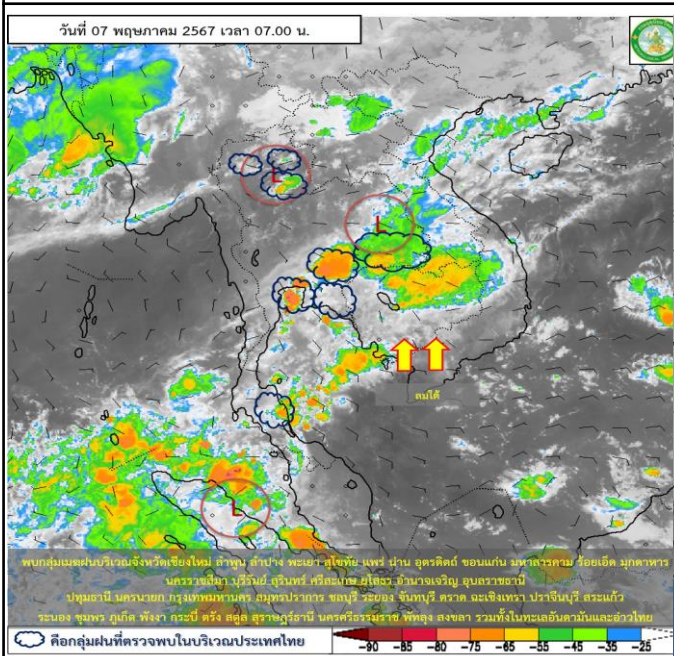 วันที่ 07 พฤษภาคม 2567 เวลา 07.00 น.
L
L
ลมใต้
L
พบกลุ่มเมฆฝนบริเวณจังหวัดเชียงใหม่ ลำพูน ลำปาง พะเยา สุโขทัย แพร่ น่าน อุตรดิตถ์ ขอนแก่น มหาสารคาม ร้อยเอ็ด มุกดาหาร
นครราชสีมา บุรีรัมย์ สุรินทร์ ศรีสะเกษ ยโสธร อำนาจเจริญ อุบลราชธานี
ปทุมธานี นครนายก กรุงเทพมหานคร สมุทรปราการ ชลบุรี ระยอง จันทบุรี ตราด ฉะเชิงเทรา ปราจีนบุรี สระแก้ว
ระนอง ชุมพร ภูเก็ต พังงา กระบี่ ตรัง สตูล สุราษฎร์ธานี นครศรีธรรมราช พัทลุง สงขลา รวมทั้งในทะเลอันดามันและอ่าวไทย
คือกลุ่มฝนที่ตรวจพบในบริเวณประเทศไทย
-90 -85 -80 -75 -65 -55 -45 -35 -25